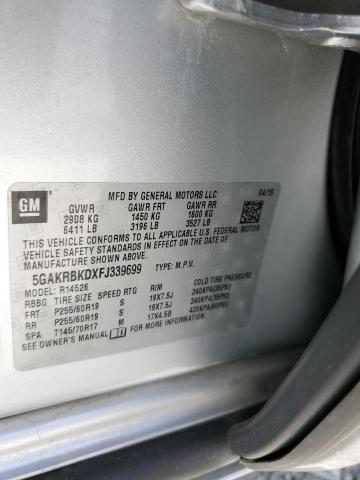 GM
MFD BY GENERAL MOTORS LLC 04/15
GVWR GAWR FRT GAWR RR
2908 KG 1450 KG 1600 KG
6411 LB 3196 LB 3527 LB
THIS VEHICLE CONFORMS TO ALL APPLICABLE U.S. FEDERAL MOTOR
VEHICLE SAFETY AND THEFT PREVENTION STANDARDS IN EFFECT ON
THE DATE OF MANUFACTURE SHOWN ABOVE.
5GAKRBKDXFJ339699 TYPE: M.P.V.
MODEL: R14526
RBBG TIRE SIZE SPEED RTG RIM COLD TIRE PRESSURE
FRT P255/60R19 S 19X7.5J 240KPA(35PSI)
RR P255/60R19 S 19X7.5J 240KPA(35PSI)
SPA T145/70R17 M 17X4.5B 420KPA(60PSI)
SEE OWNER'S MANUAL FOR MORE INFORMATION.